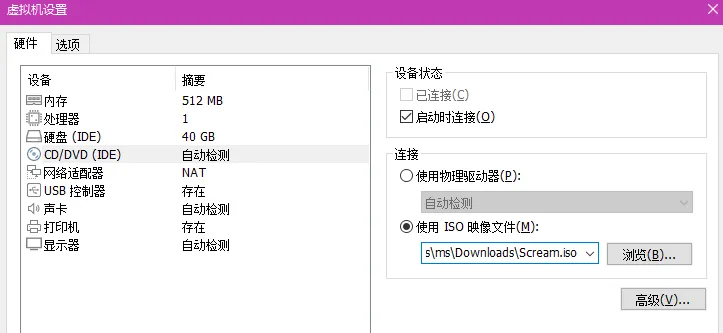 虚拟机设置
硬件 选项
设备 摘要
内存 512 MB
处理器 1
硬盘 (IDE) 40 GB
CD/DVD (IDE) 自动检测
网络适配器 NAT
USB 控制器 存在
声卡 自动检测
打印机 存在
显示器 自动检测
设备状态
已连接(C)
启动时连接(O)
连接
使用物理驱动器(P):
自动检测
使用 ISO 映像文件(M):
s\ms\Downloads\Scream.iso 浏览(B)...
高级(V)...